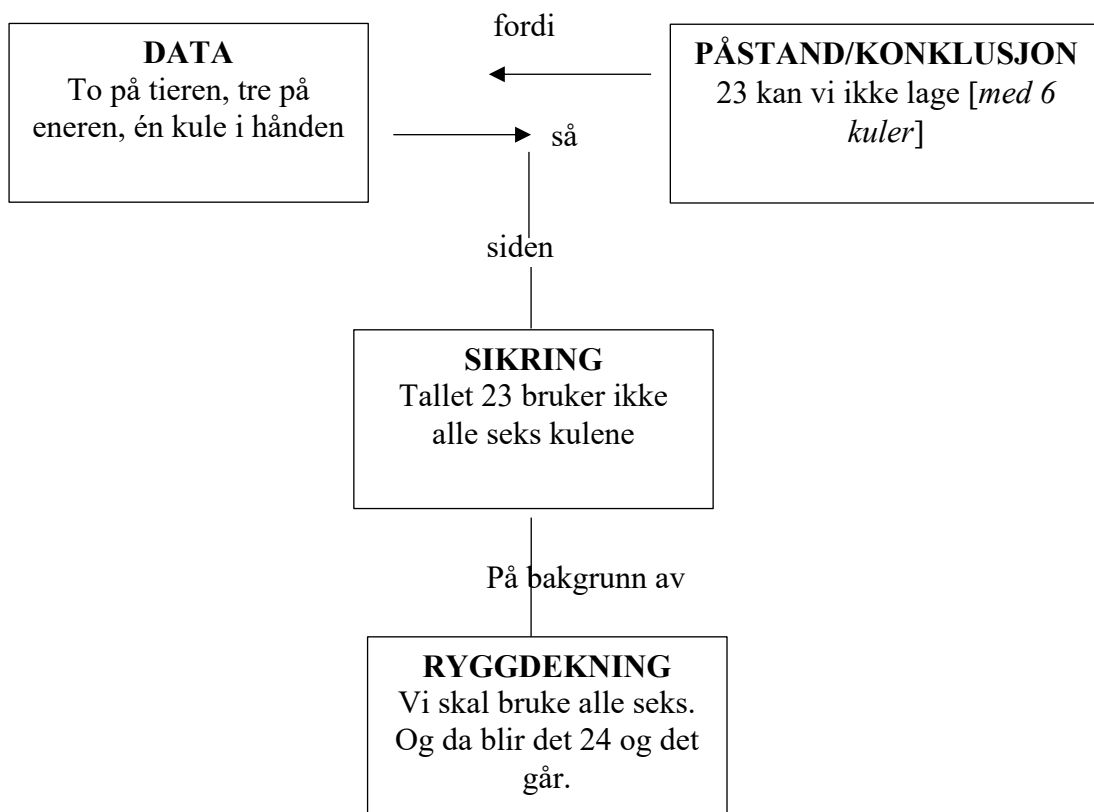 fordi
DATA
To på tieren, tre på
eneren, én kule i hånden
PÅSTAND/KONKLUSJON
23 kan vi ikke lage [med 6
kuler]
så
siden
SIKRING
Tallet 23 bruker ikke
alle seks kulene
På bakgrunn av
RYGGDEKNING
Vi skal bruke alle seks.
Og da blir det 24 og det
går.